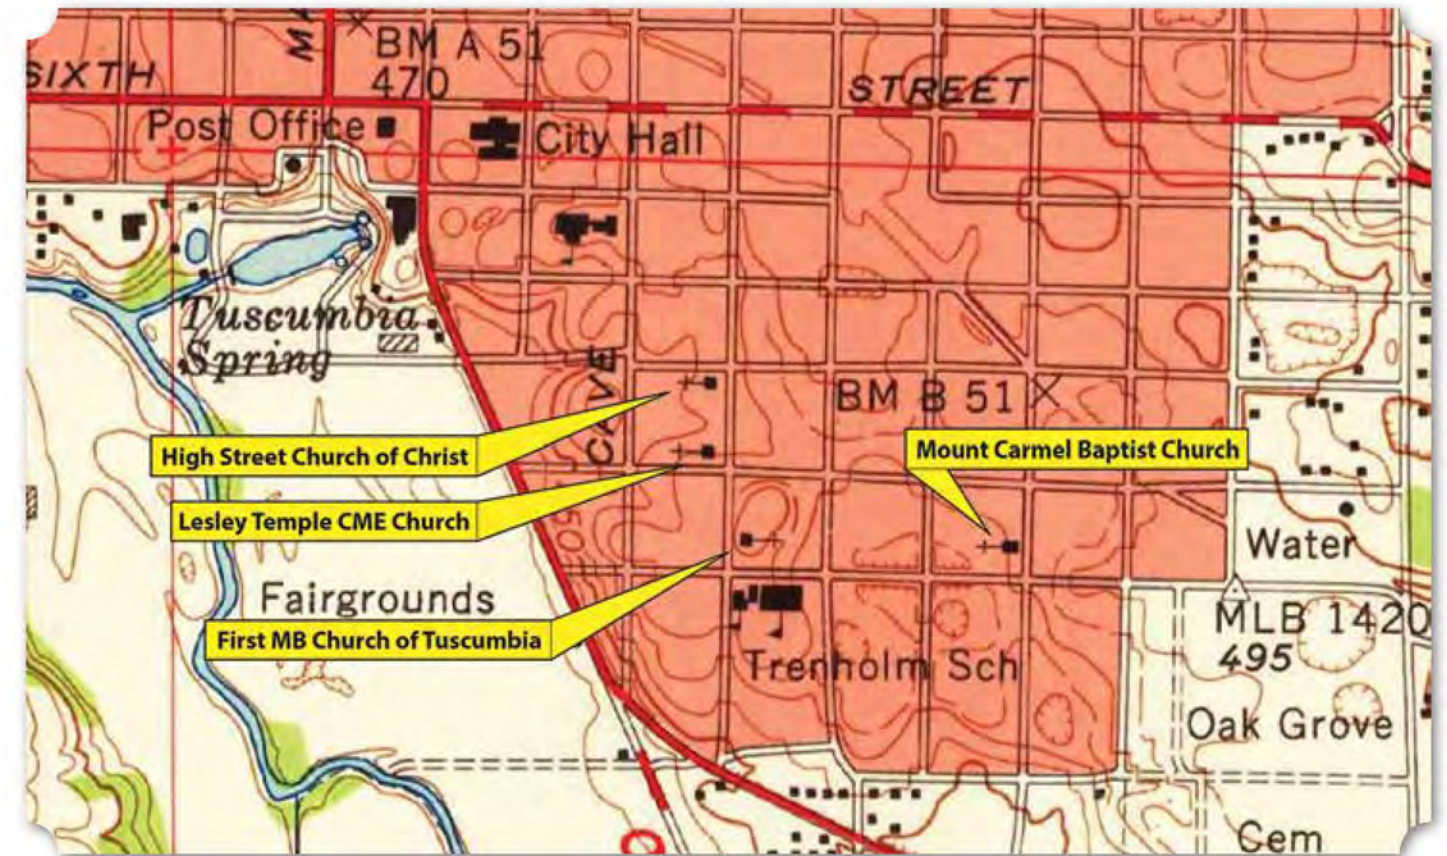 MA
BM A 51
470
SIXTH
STREET
Post Office
City Hall
Tuscumbia
Spring
CAVE
BM B 51
High Street Church of Christ
Mount Carmel Baptist Church
Lesley Temple CME Church
Water
Fairgrounds
MLB 1420
495
First MB Church of Tuscumbia
Trenholm Sch
Oak Grove
Cem